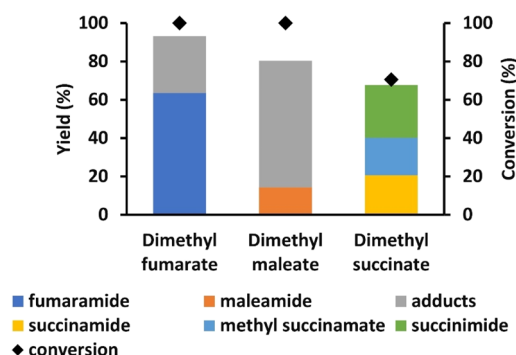 100
80
60
40
20
0
Yield (%)
100
80
60
40
20
0
Conversion (%)
Dimethyl fumarate
Dimethyl maleate
Dimethyl succinate
fumaramide maleamide adducts
succinamide methyl succinamate succinimide
conversion